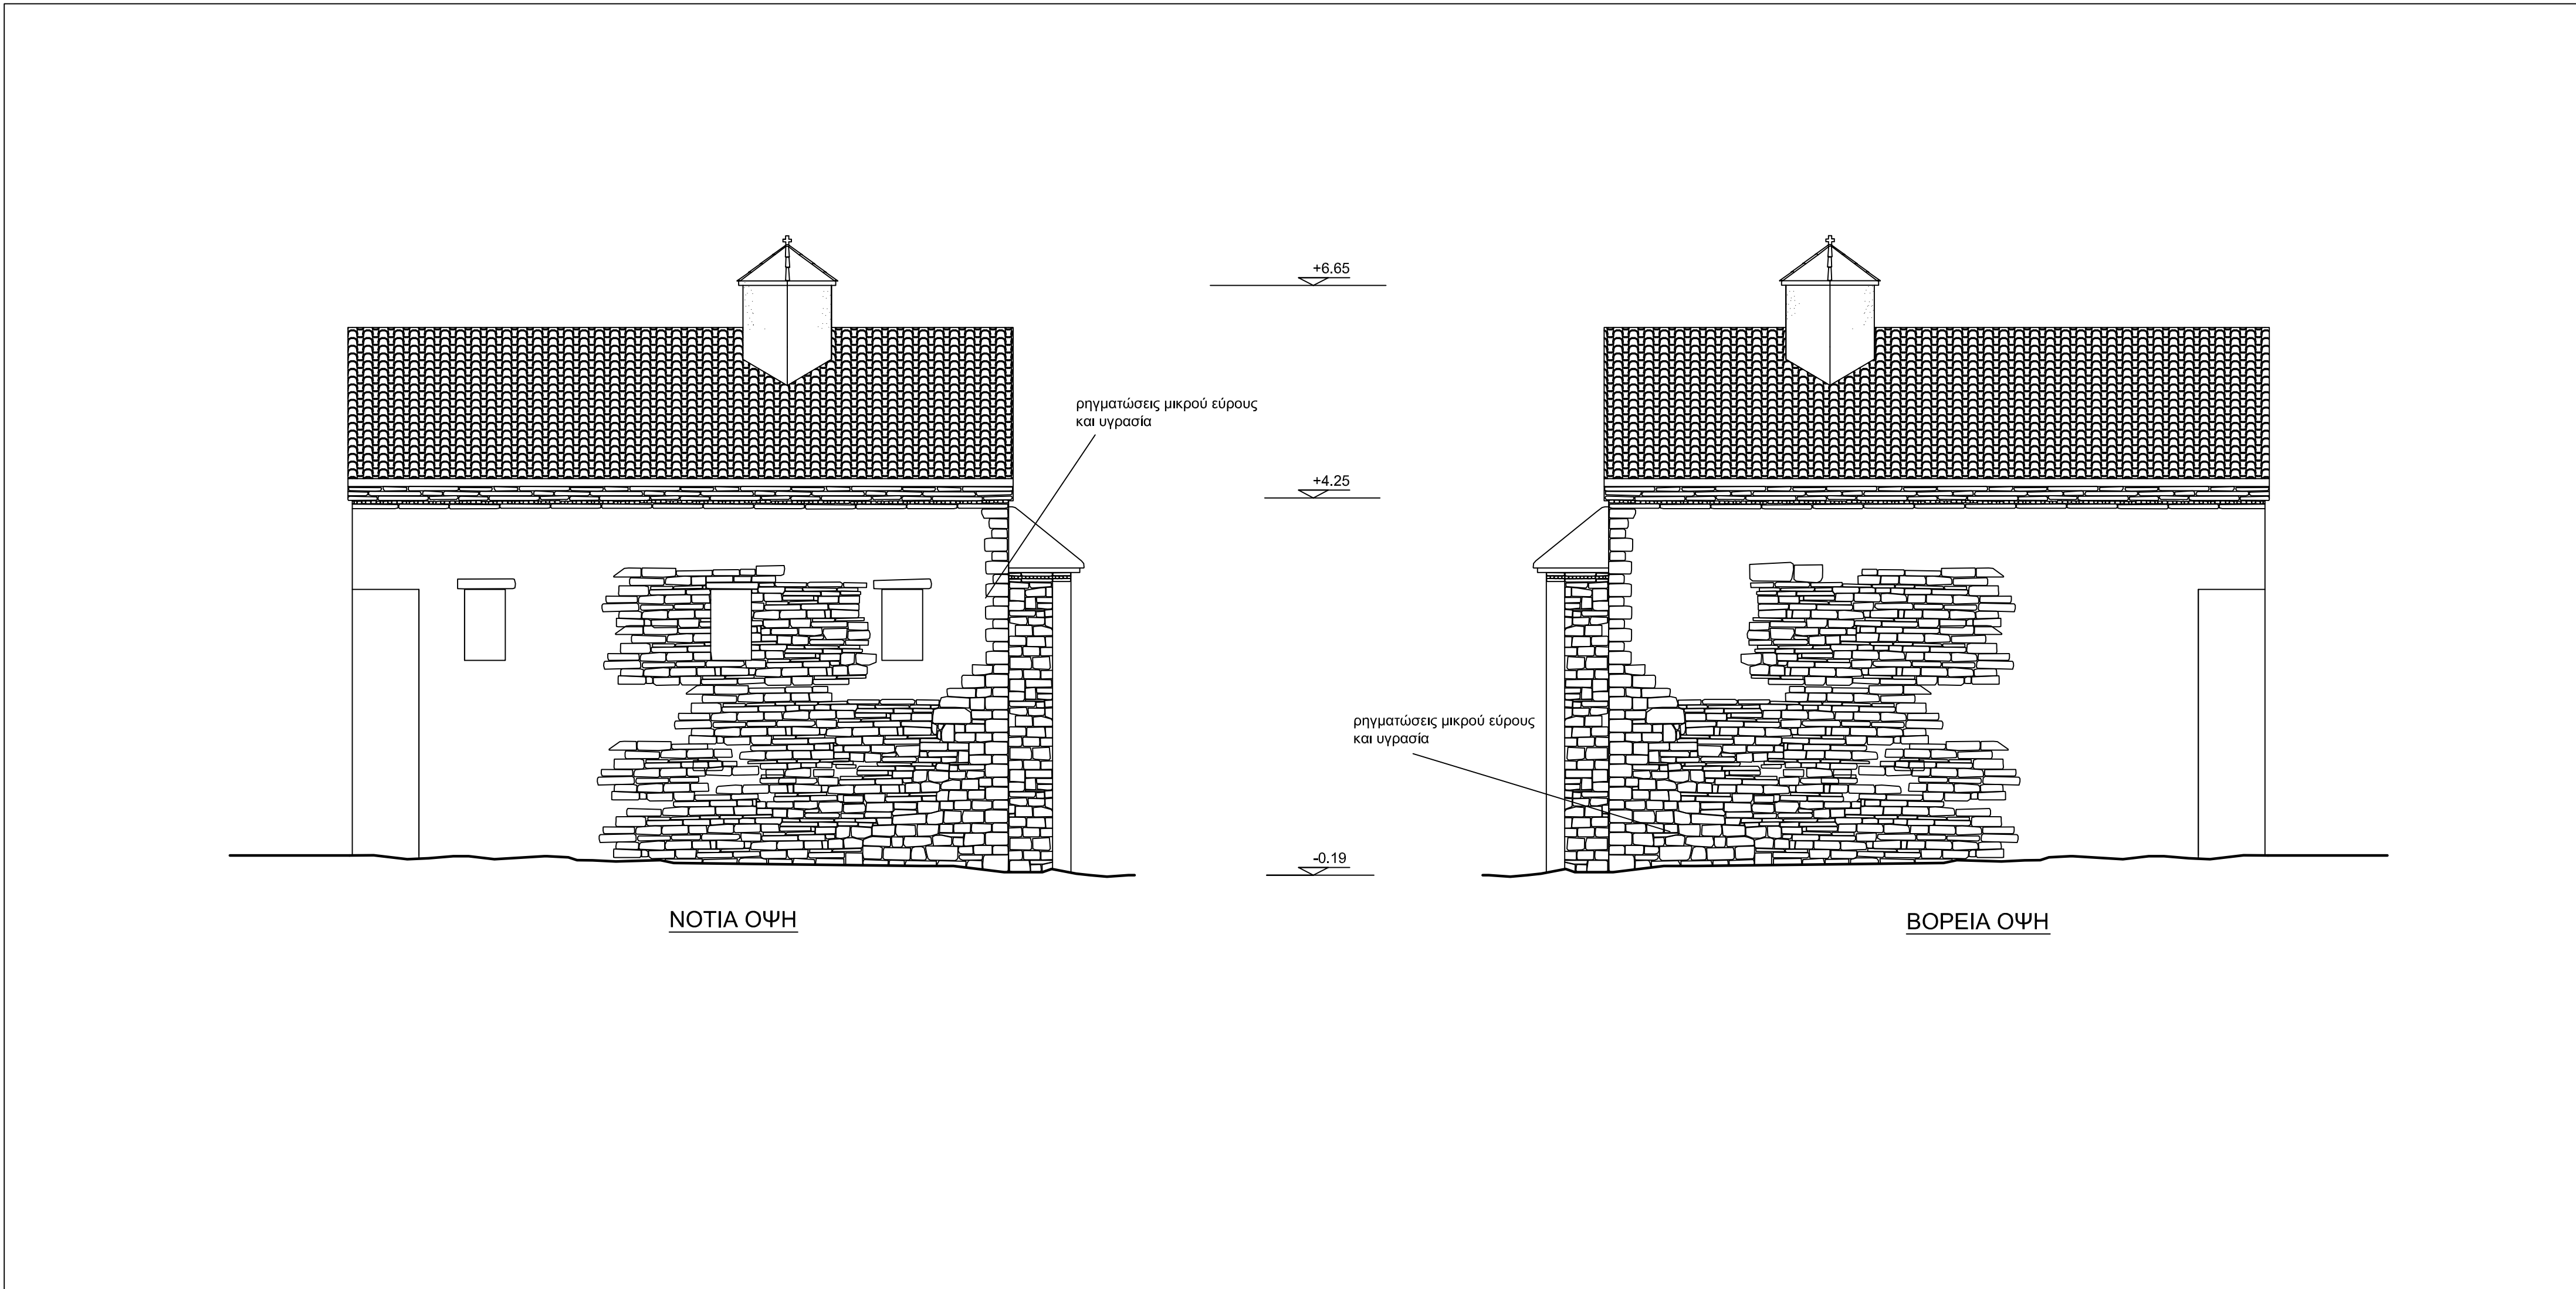 +6.65
ρηγματώσεις μικρού εύρους
και υγρασία
+4.25
ρηγματώσεις μικρού εύρους
και υγρασία
-0.19
ΝΟΤΙΑ ΟΨΗ
ΒΟΡΕΙΑ ΟΨΗ